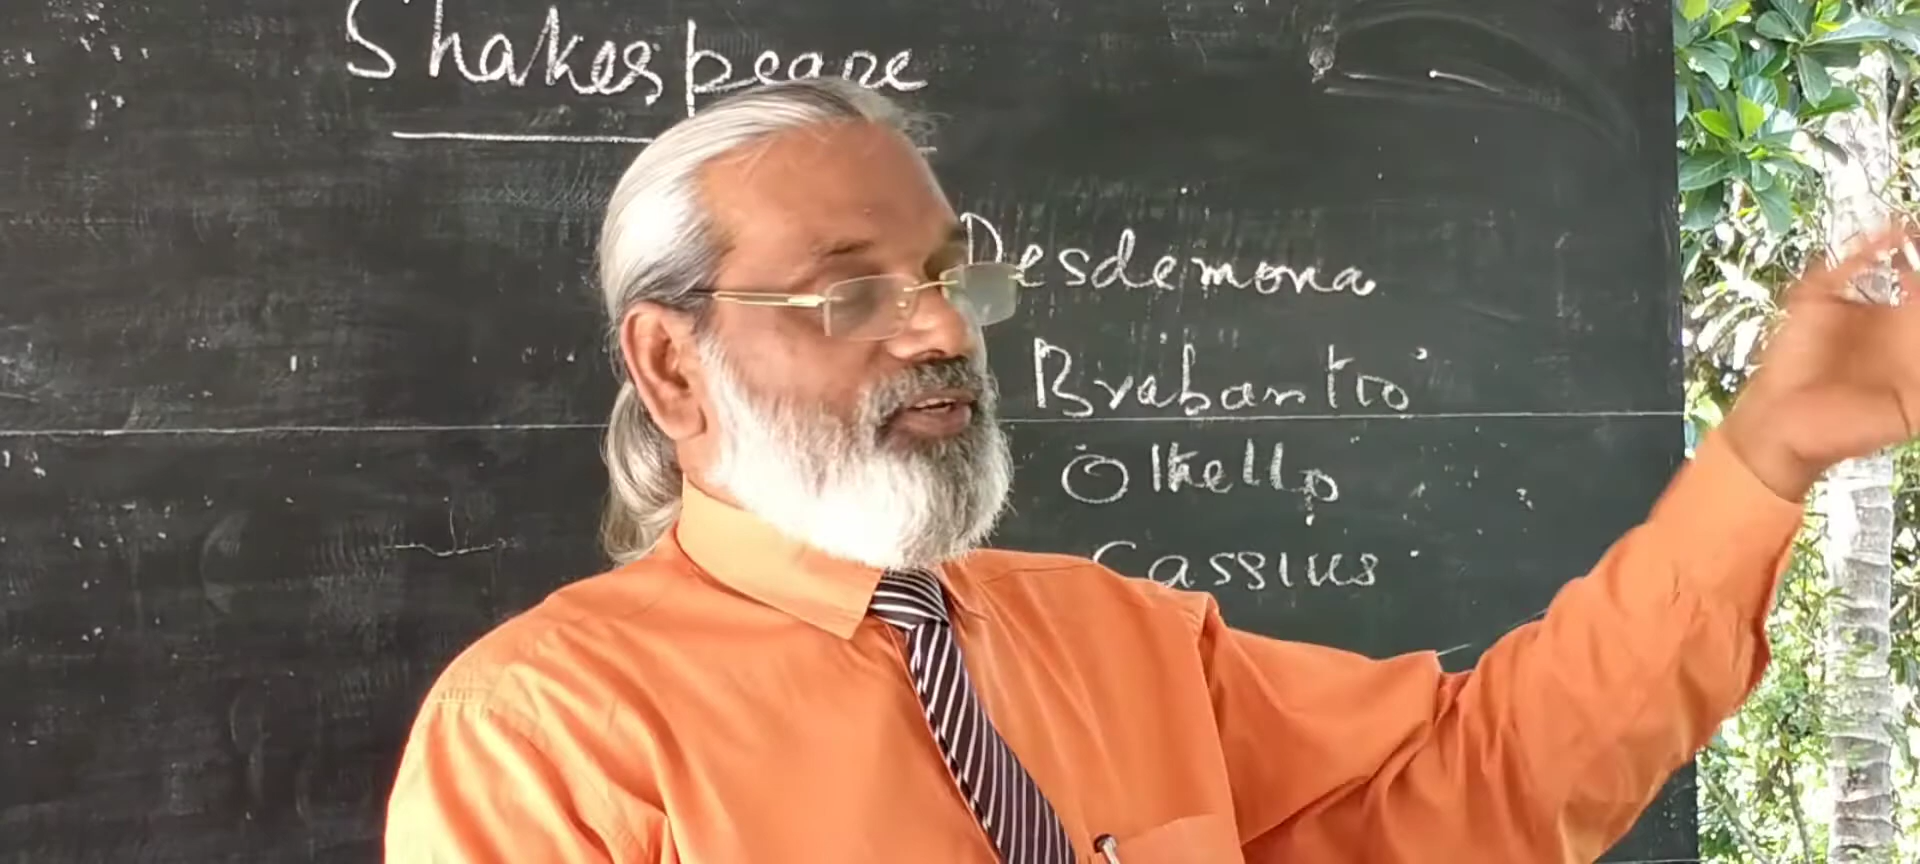 Shakespeare
Desdemona
Brabantio
Othello
Cassius